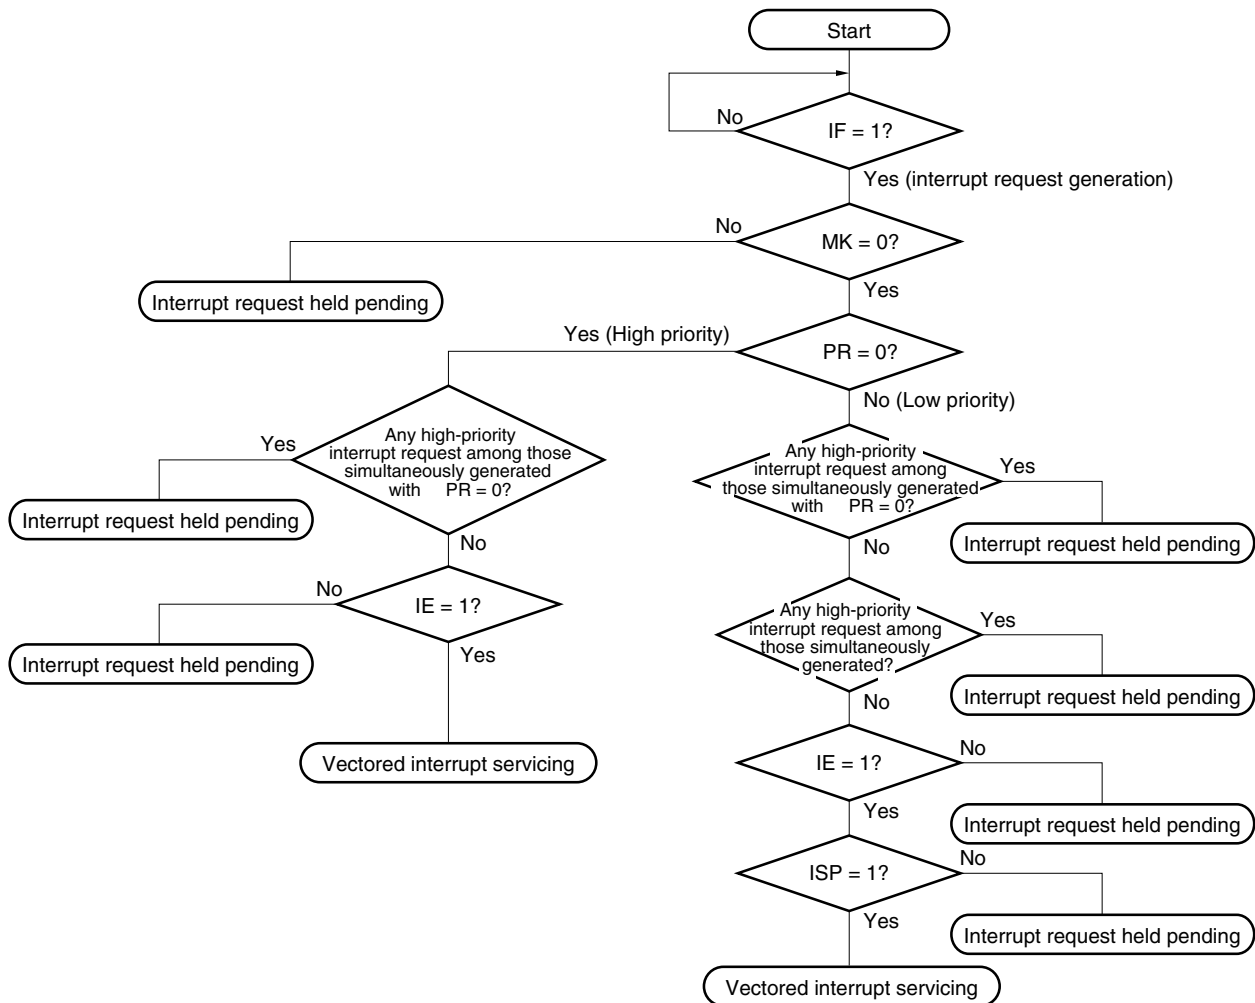 Start
No
IF = 1?
Yes (interrupt request generation)
No
MK = 0?
Interrupt request held pending
Yes
Yes (High priority)
PR = 0?
No (Low priority)
Yes
Any high-priority
interrupt request among those
simultaneously generated
with PR = 0?
Interrupt request held pending
No
Any high-priority
interrupt request among
those simultaneously generated
with PR = 0?
Yes
Interrupt request held pending
No
No
IE = 1?
Interrupt request held pending
Yes
Any high-priority
interrupt request among
those simultaneously
generated?
Yes
Interrupt request held pending
No
Vectored interrupt servicing
IE = 1?
No
Interrupt request held pending
Yes
ISP = 1?
No
Interrupt request held pending
Yes
Vectored interrupt servicing